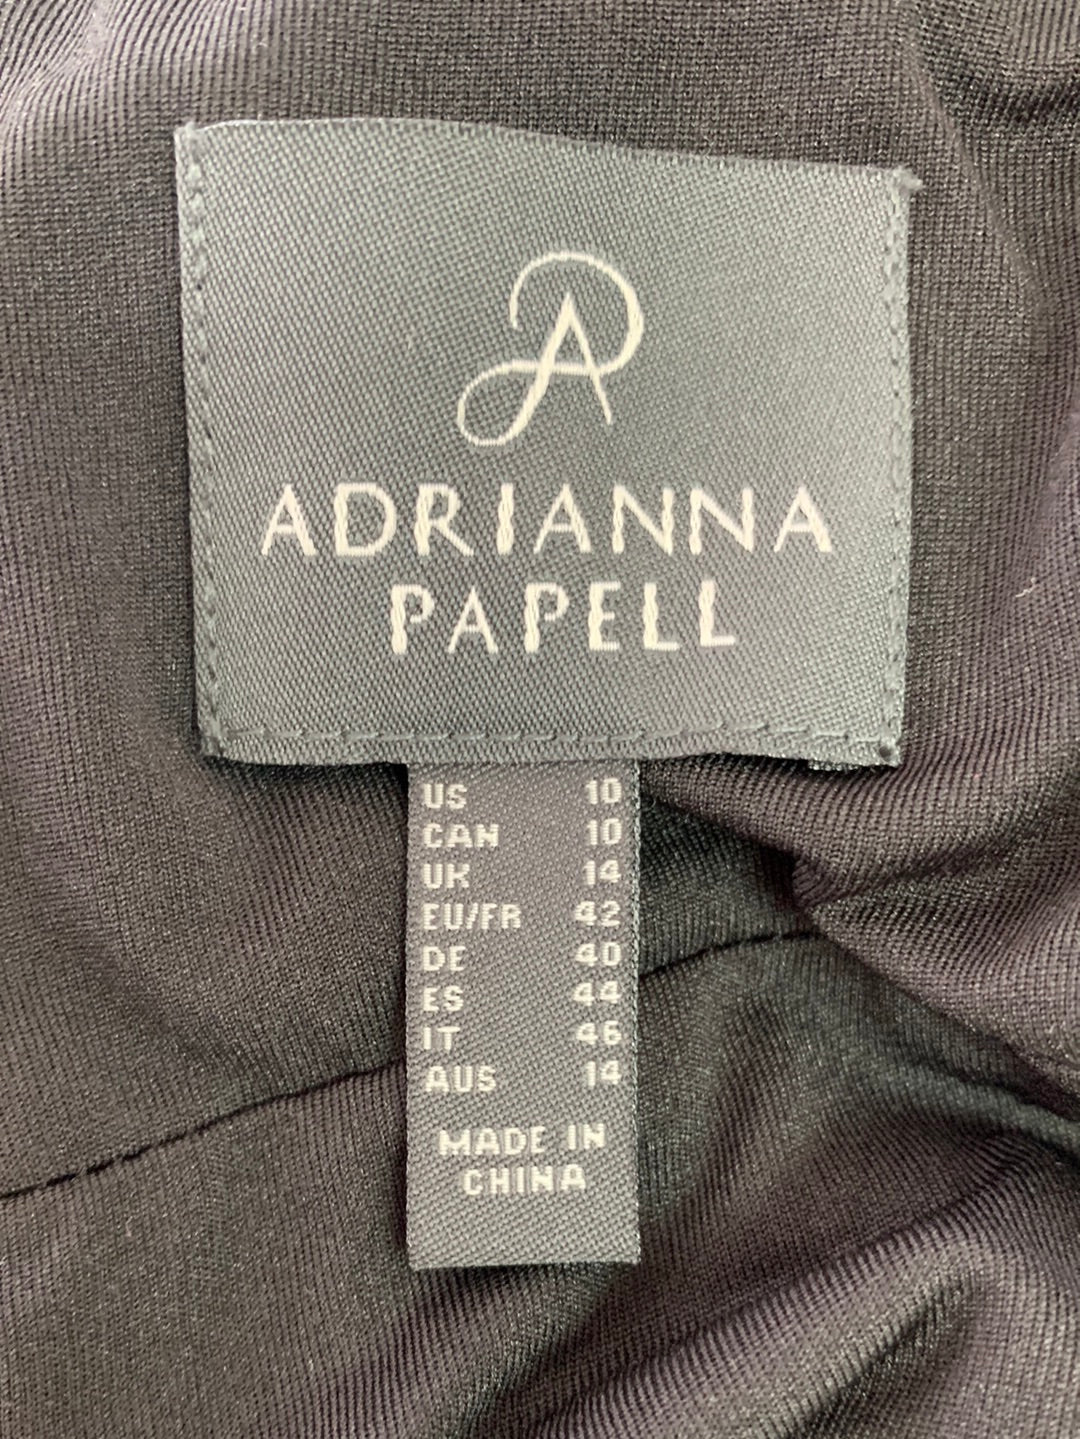 ADRIANNA
PAPELL
US 10
CAN 10
UK 14
EU/FR 42
DE 40
ES 44
IT 46
AUS 14
MADE IN
CHINA